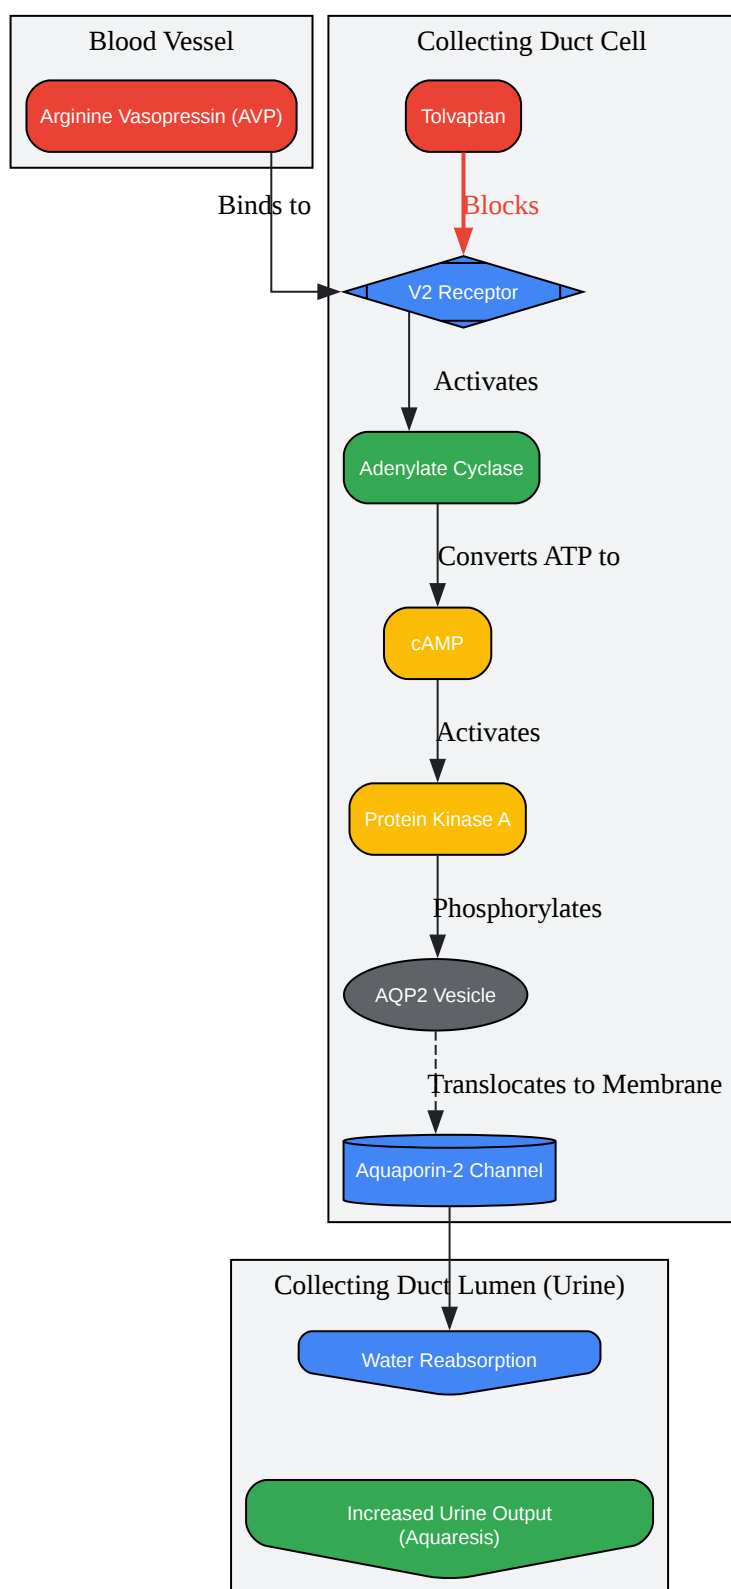 Blood Vessel
Collecting Duct Cell
Arginine Vasopressin (AVP)
Tolvaptan
Binds to
Blocks
V2 Receptor
Activates
Adenylate Cyclase
Converts ATP to
cAMP
Activates
Protein Kinase A
Phosphorylates
AQP2 Vesicle
Translocates to Membrane
Aquaporin-2 Channel
Collecting Duct Lumen (Urine)
Water Reabsorption
Increased Urine Output
(Aquaresis)